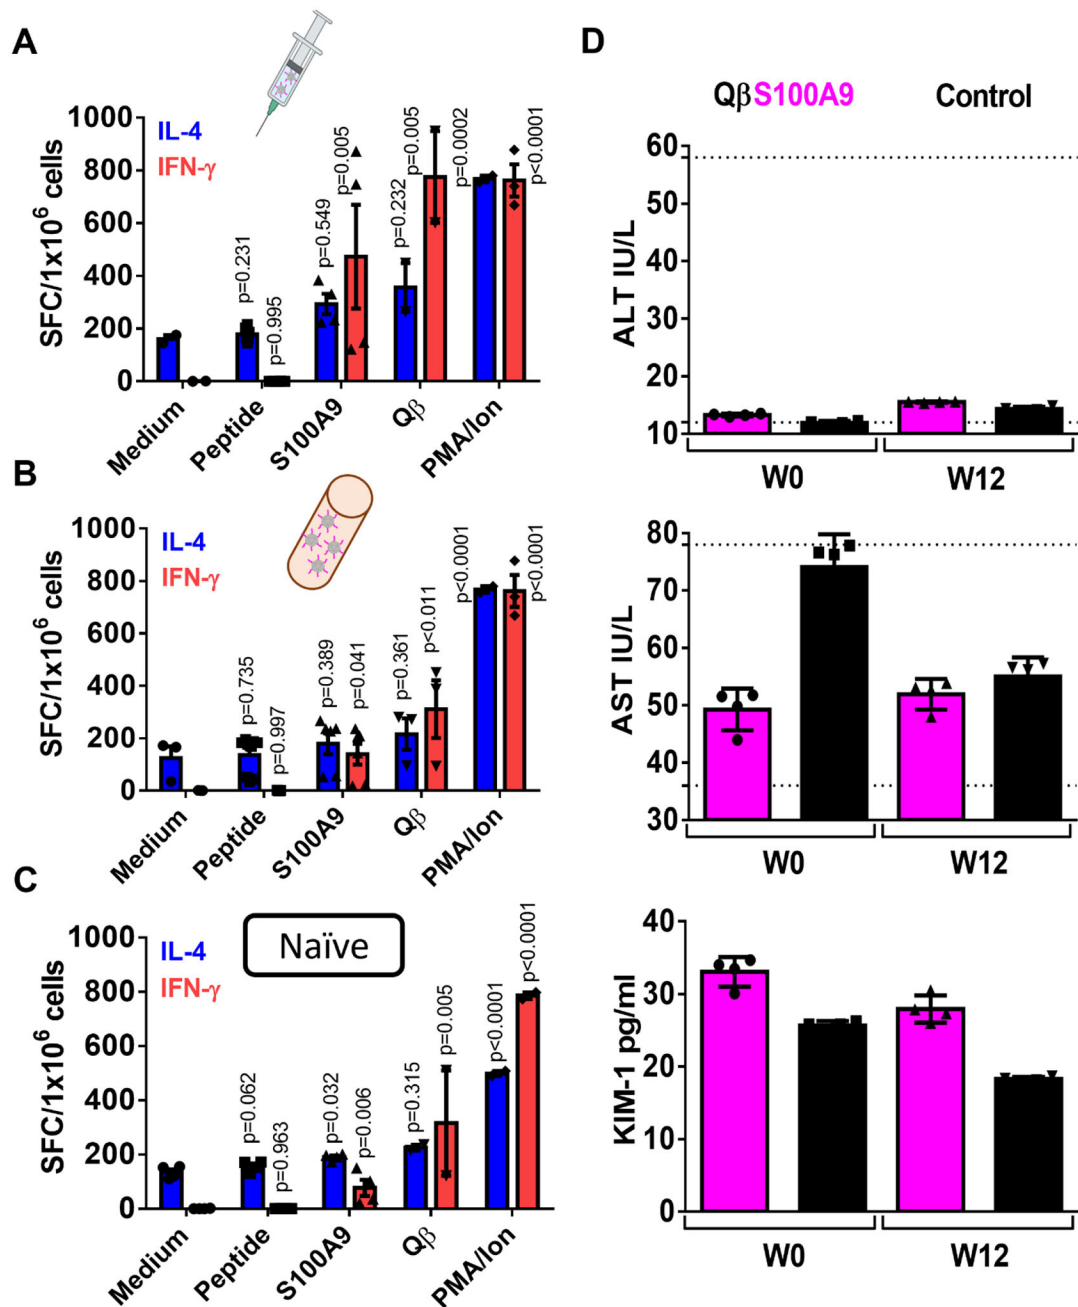 A
IL-4
IFN-γ
SFC/1x10⁶ cells
1000
800
600
400
200
0
p=0.231
p=0.995
p=0.549
p=0.005
p=0.232
p=0.005
p=0.0002
p<0.0001
Medium
Peptide
S100A9
Qβ
PMA/Ion
B
IL-4
IFN-γ
SFC/1x10⁶ cells
1000
800
600
400
200
0
p=0.735
p=0.997
p=0.389
p=0.041
p=0.361
p<0.011
p<0.0001
p<0.0001
Medium
Peptide
S100A9
Qβ
PMA/Ion
C
Naïve
IL-4
IFN-γ
SFC/1x10⁶ cells
1000
800
600
400
200
0
p=0.062
p=0.963
p=0.032
p=0.006
p=0.315
p=0.005
p<0.0001
p<0.0001
Medium
Peptide
S100A9
Qβ
PMA/Ion
D
QβS100A9 Control
ALT IU/L
60
50
40
30
20
10
W0 W12
AST IU/L
80
70
60
50
40
30
W0 W12
KIM-1 pg/ml
40
30
20
10
0
W0 W12